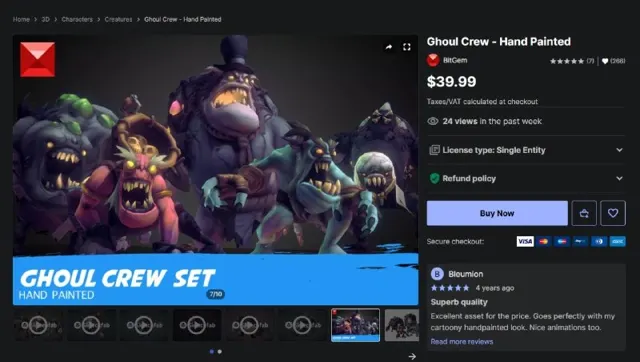 Home > 3D > Characters > Creatures > Ghoul Crew - Hand Painted
GHOUL CREW SET
HAND PAINTED
7/10
Ghoul Crew - Hand Painted
BitGem
(7) | (266)
$39.99
Taxes/VAT calculated at checkout
24 views in the past week
License type: Single Entity
Refund policy
Buy Now
Secure checkout:
VISA
B Bleumion
4 years ago
Superb quality
Excellent asset for the price. Goes perfectly with my
cartoony handpaint look. Nice animations too.
Read more reviews